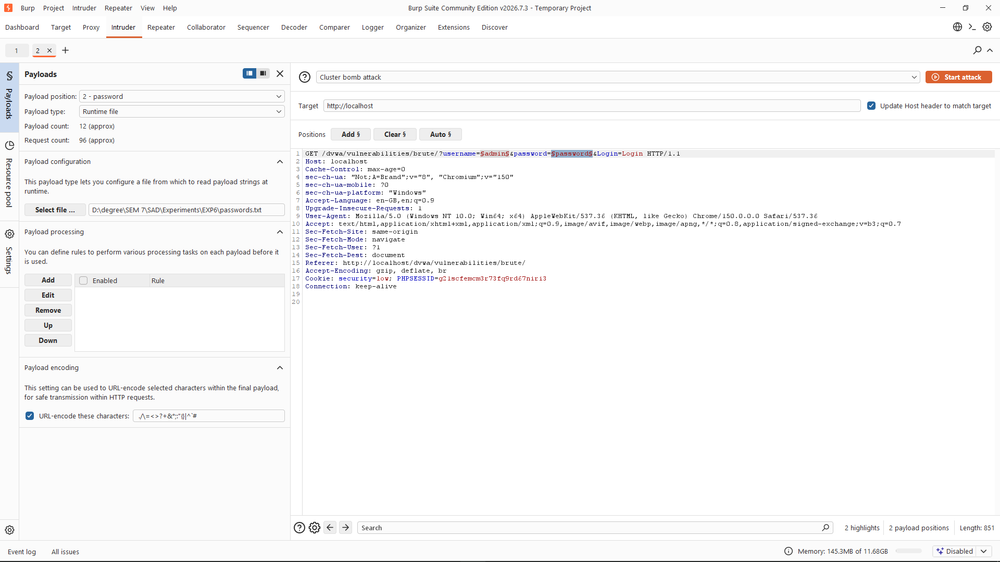 Burp Project Intruder Repeater View Help
Burp Suite Community Edition v2026.7.3 - Temporary Project
Dashboard Target Proxy Intruder Repeater Collaborator Sequencer Decoder Comparer Logger Organizer Extensions Discover
1 2
Payloads
Resource pool
Settings
Payloads
Payload position: 2 - password
Payload type: Runtime file
Payload count: 12 (approx)
Request count: 96 (approx)
Payload configuration
This payload type lets you configure a file from which to read payload strings at
runtime.
Select file ... D:\degree\SEM 7\SAD\Experiments\EXP6\passwords.txt
Payload processing
You can define rules to perform various processing tasks on each payload before it
is used.
Add
Edit
Remove
Up
Down
Enabled Rule
Payload encoding
This setting can be used to URL-encode selected characters within the final payload,
for safe transmission within HTTP requests.
URL-encode these characters: ./\=<>?+&*;:"{}|^`#
Cluster bomb attack
Start attack
Target http://localhost
Update Host header to match target
Positions Add § Clear § Auto §
1 GET /dvwa/vulnerabilities/brute/?username=§admin§&password=§password§&Login=Login HTTP/1.1
2 Host: localhost
3 Cache-Control: max-age=0
4 sec-ch-ua: "Not;A=Brand";v="8", "Chromium";v="150"
5 sec-ch-ua-mobile: ?0
6 sec-ch-ua-platform: "Windows"
7 Accept-Language: en-GB,en;q=0.9
8 Upgrade-Insecure-Requests: 1
9 User-Agent: Mozilla/5.0 (Windows NT 10.0; Win64; x64) AppleWebKit/537.36 (KHTML, like Gecko) Chrome/150.0.0.0 Safari/537.36
10 Accept: text/html,application/xhtml+xml,application/xml;q=0.9,image/avif,image/webp,image/apng,*/*;q=0.8,application/signed-exchange;v=b3;q=0.7
11 Sec-Fetch-Site: same-origin
12 Sec-Fetch-Mode: navigate
13 Sec-Fetch-User: ?1
14 Sec-Fetch-Dest: document
15 Referer: http://localhost/dvwa/vulnerabilities/brute/
16 Accept-Encoding: gzip, deflate, br
17 Cookie: security=low; PHPSESSID=g21scfemcm3r73fq9rd67niri3
18 Connection: keep-alive
19
20
Search
2 highlights 2 payload positions Length: 851
Event log All issues
Memory: 145.3MB of 11.68GB
Disabled